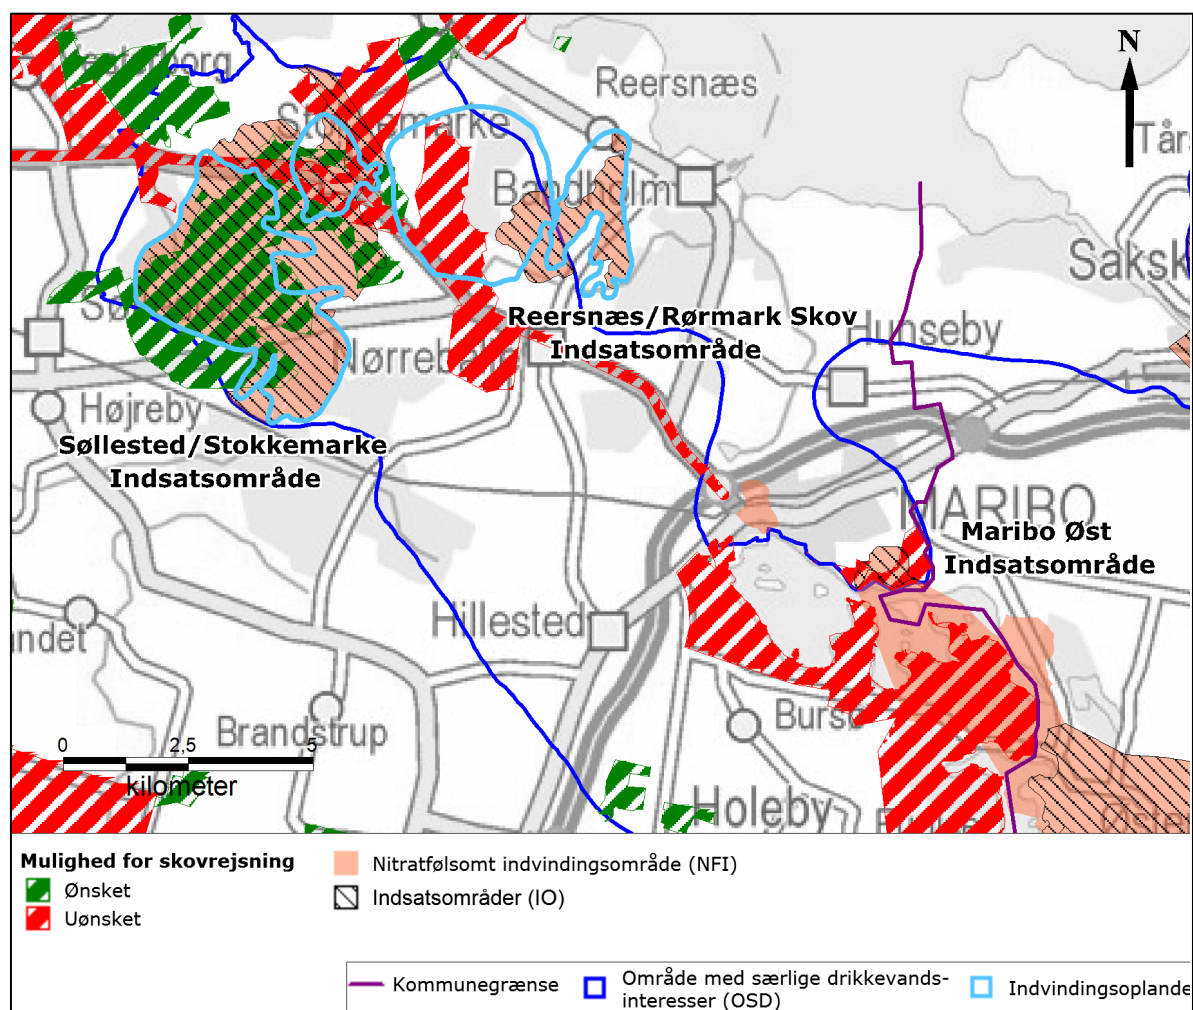 N
Reersnæs
Stokkemarke
Bandholm
Tårs
Saksk
Reersnæs/Rørmark Skov
Indsatsområde
Hunseby
Højreby
Søllested/Stokkemarke
Indsatsområde
MARIBO
Maribo Øst
Indsatsområde
Hillested
Brandstrup
0 2,5 5
kilometer
Holeby
Mulighed for skovrejsning
Ønsket
Uønsket
Nitratfølsomt indvindingsområde (NFI)
Indsatsområder (IO)
Kommunegrænse
Område med særlige drikkevands-
interesser (OSD)
Indvindingsoplande